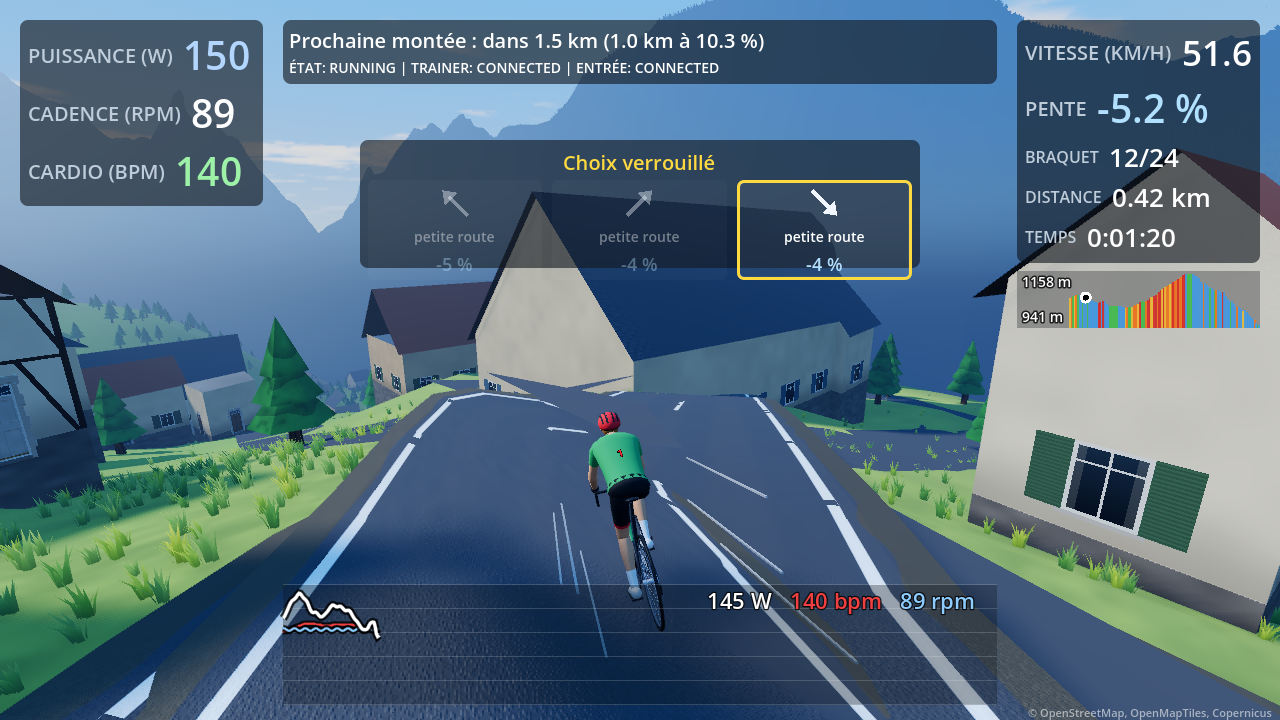 PUISSANCE (W) 150
CADENCE (RPM) 89
CARDIO (BPM) 140
Prochaine montée : dans 1.5 km (1.0 km à 10.3 %)
ÉTAT: RUNNING | TRAINER: CONNECTED | ENTRÉE: CONNECTED
Choix verrouillé
petite route
-5 %
petite route
-4 %
petite route
-4 %
VITESSE (KM/H) 51.6
PENTE -5.2 %
BRAQUET 12/24
DISTANCE 0.42 km
TEMPS 0:01:20
1158 m
941 m
145 W 140 bpm 89 rpm
© OpenStreetMap, OpenMapTiles, Copernicus